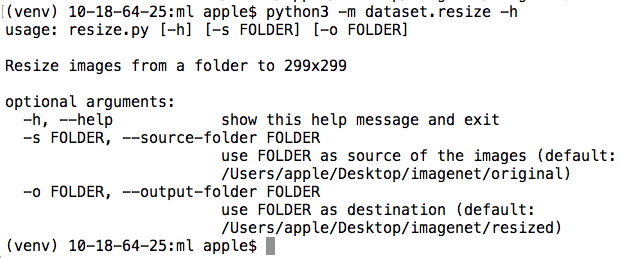 (venv) 10-18-64-25:ml apple$ python3 -m dataset.resize -h
usage: resize.py [-h] [-s FOLDER] [-o FOLDER]
Resize images from a folder to 299x299
optional arguments:
-h, --help show this help message and exit
-s FOLDER, --source-folder FOLDER
use FOLDER as source of the images (default:
/Users/apple/Desktop/imagenet/original)
-o FOLDER, --output-folder FOLDER
use FOLDER as destination (default:
/Users/apple/Desktop/imagenet/resized)
(venv) 10-18-64-25:ml apple$